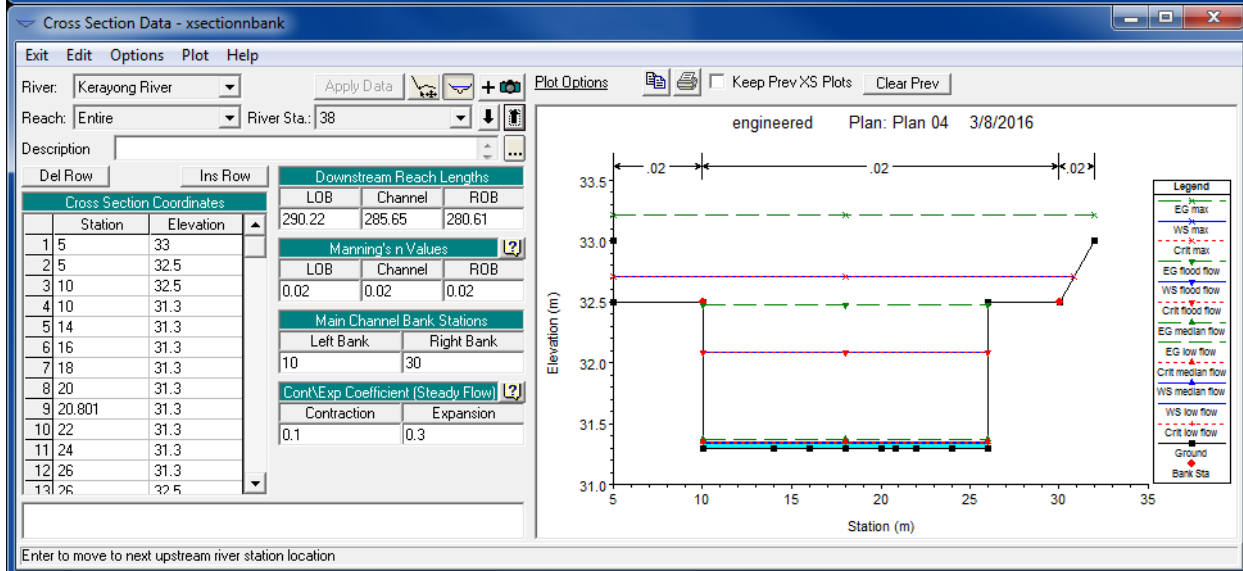 Cross Section Data - xsectionnbank
Exit Edit Options Plot Help
River: Kerayong River Apply Data + Plot Options Keep Prev XS Plots Clear Prev
Reach: Entire River Sta.: 38
Description ...
Del Row Ins Row
Cross Section Coordinates
Station Elevation
1 5 33
2 5 32.5
3 10 32.5
4 10 31.3
5 14 31.3
6 16 31.3
7 18 31.3
8 20 31.3
9 20.801 31.3
10 22 31.3
11 24 31.3
12 26 31.3
13 26 32.5
Downstream Reach Lengths
LOB Channel ROB
290.22 285.65 280.61
Manning's n Values ?
LOB Channel ROB
0.02 0.02 0.02
Main Channel Bank Stations
Left Bank Right Bank
10 30
Cont\Exp Coefficient (Steady Flow) ?
Contraction Expansion
0.1 0.3
engineered Plan: Plan 04 3/8/2016
.02 .02 .02
33.5
33.0
32.5
32.0
31.5
31.0
Elevation (m)
5 10 15 20 25 30 35
Station (m)
Legend
EG max
WS max
Crit max
EG flood flow
WS flood flow
Crit flood flow
EG median flow
EG low flow
Crit median flow
WS median flow
WS low flow
Crit low flow
Ground
Bank Sta
Enter to move to next upstream river station location